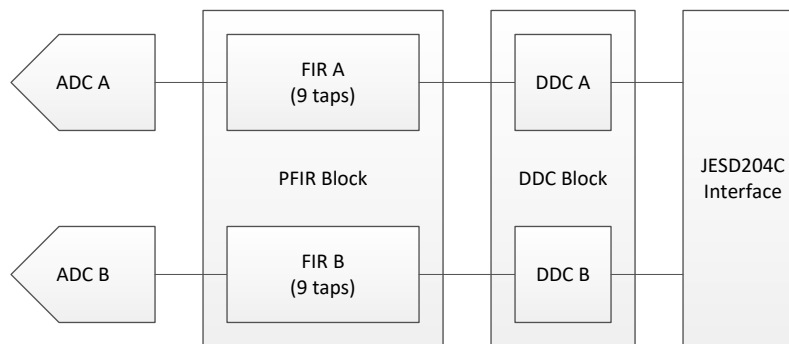 ADC A
FIR A
(9 taps)
DDC A
PFIR Block
DDC Block
JESD204C
Interface
ADC B
FIR B
(9 taps)
DDC B